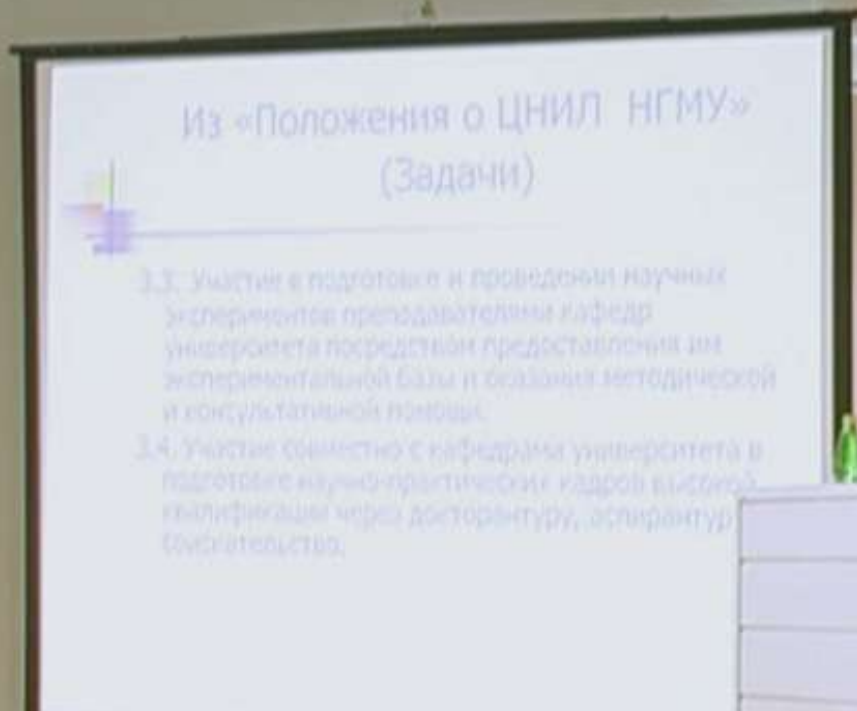 Из «Положения о ЦНИЛ НГМУ»
(Задачи)
3.3. Участие в подготовке и проведении научных
экспериментов преподавателями кафедр
университета посредством предоставления им
экспериментальной базы и оказания методической
и консультативной помощи.
3.4. Участие совместно с кафедрами университета в
подготовке научно-практических кадров высокой
квалификации через докторантуру, аспирантур
соискательство.